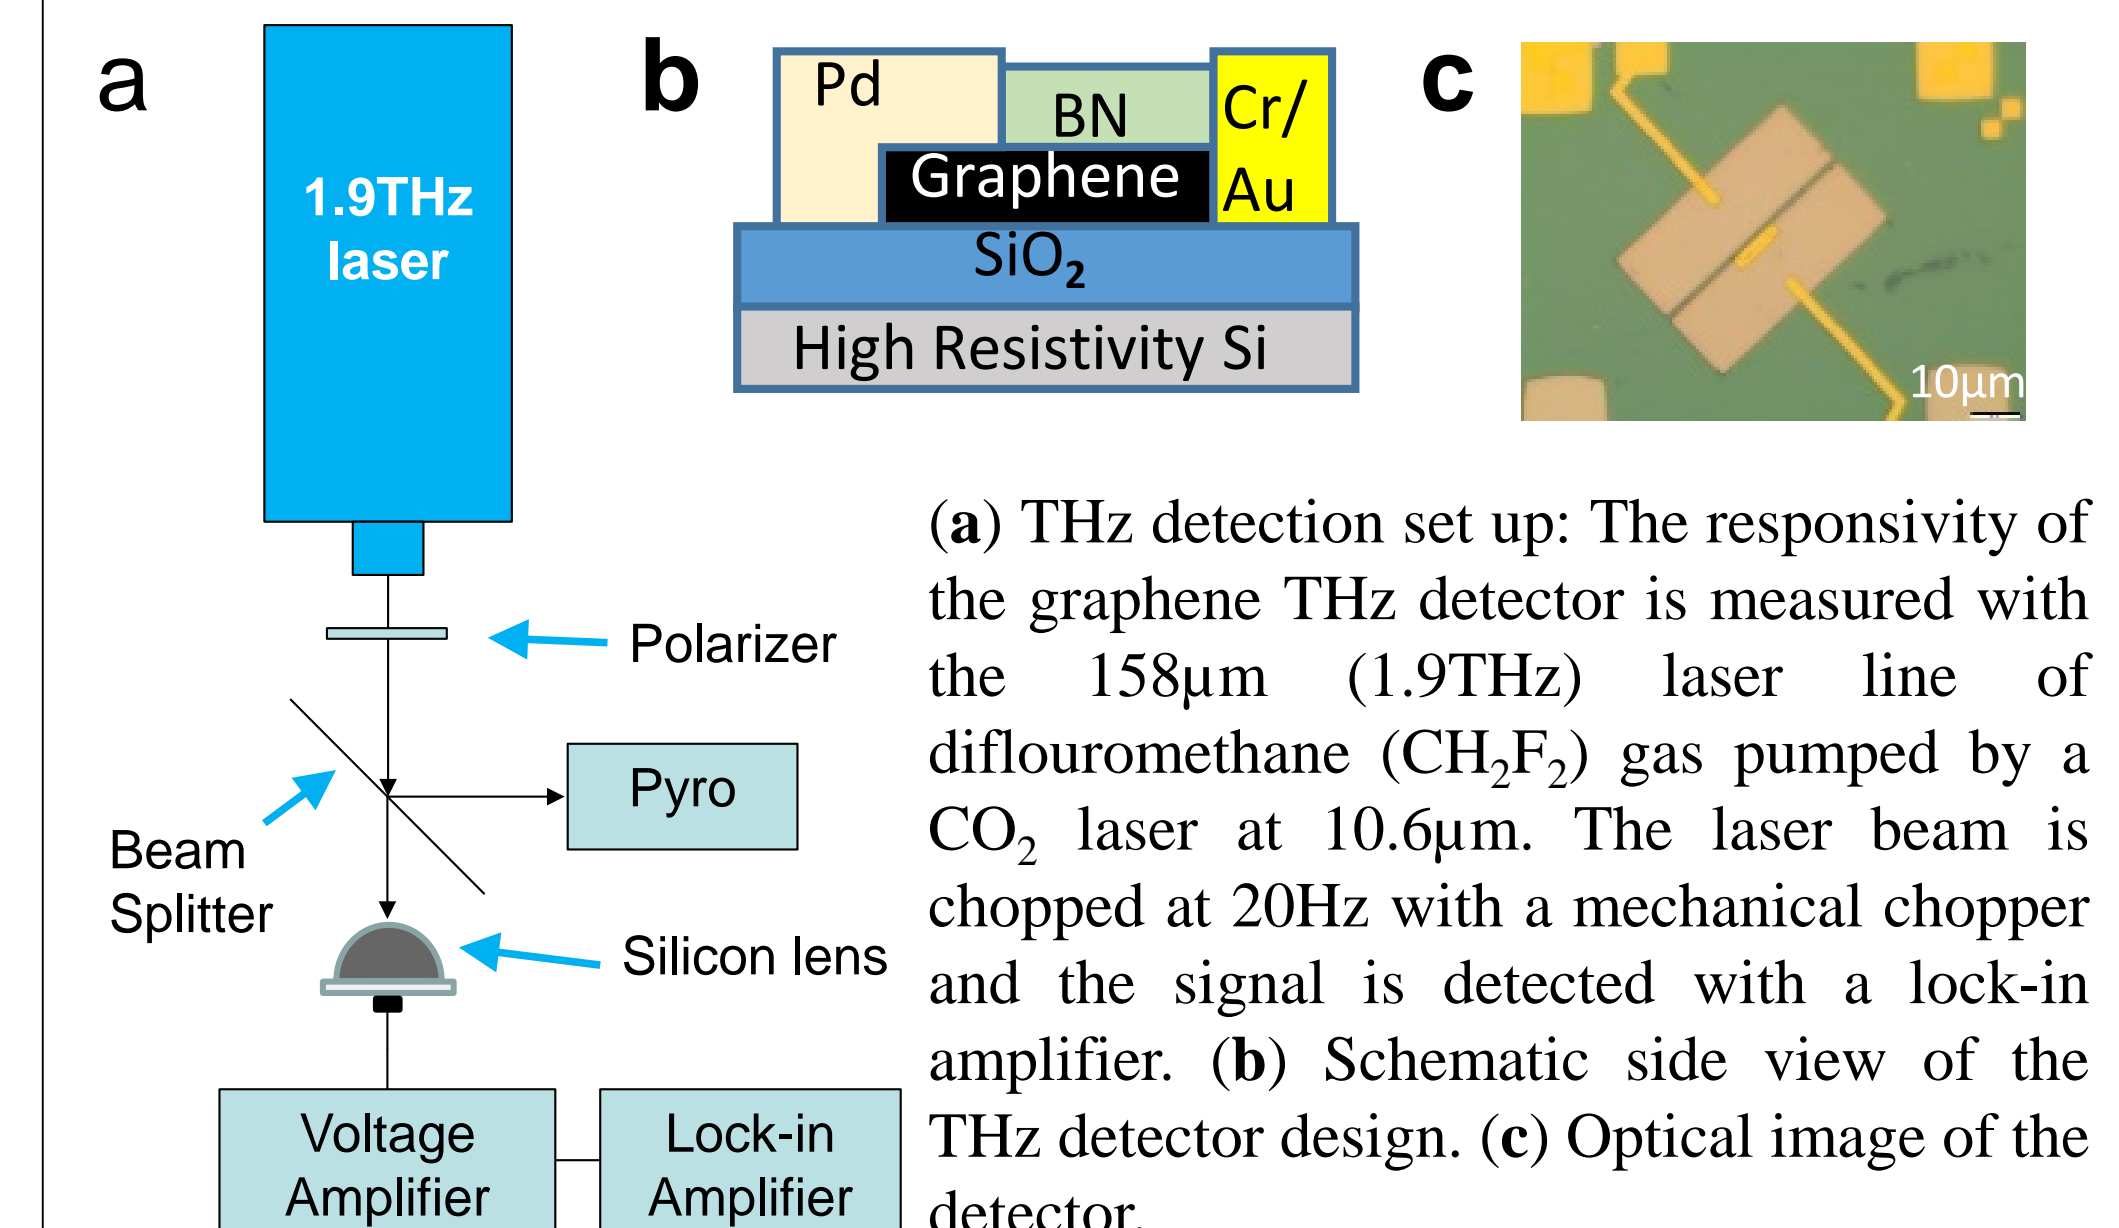 a
1.9THz
laser
Polarizer
Pyro
Beam
Splitter
Silicon lens
Voltage
Amplifier
Lock-in
Amplifier
b
Pd
BN
Cr/
Au
Graphene
SiO₂
High Resistivity Si
c
10µm
(a) THz detection set up: The responsivity of
the graphene THz detector is measured with
the 158µm (1.9THz) laser line of
diflouromethane (CH₂F₂) gas pumped by a
CO₂ laser at 10.6µm. The laser beam is
chopped at 20Hz with a mechanical chopper
and the signal is detected with a lock-in
amplifier. (b) Schematic side view of the
THz detector design. (c) Optical image of the
detector.